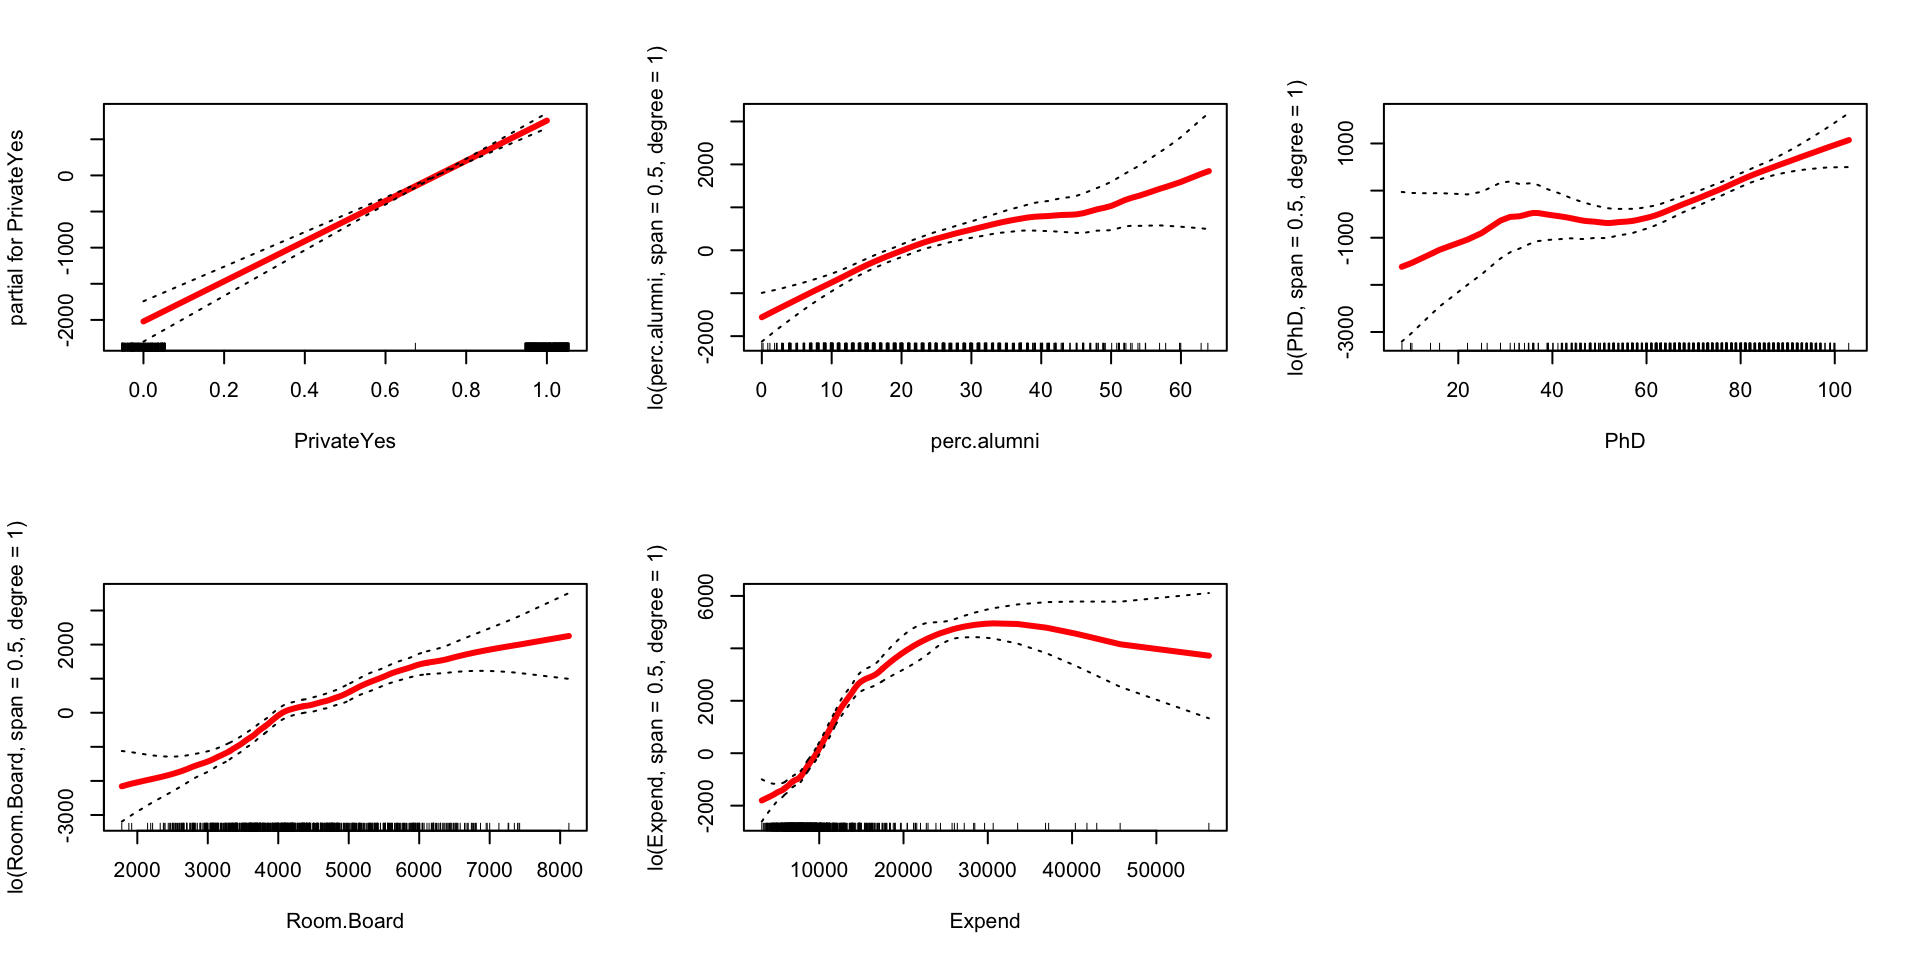 partial for PrivateYes
0
-1000
-2000
0.0 0.2 0.4 0.6 0.8 1.0
PrivateYes
lo(perc.alumni, span = 0.5, degree = 1)
2000
0
-2000
0 10 20 30 40 50 60
perc.alumni
lo(PhD, span = 0.5, degree = 1)
1000
-1000
-3000
20 40 60 80 100
PhD
lo(Room.Board, span = 0.5, degree = 1)
2000
0
-3000
2000 3000 4000 5000 6000 7000 8000
Room.Board
lo(Expend, span = 0.5, degree = 1)
6000
2000
0
-2000
10000 20000 30000 40000 50000
Expend